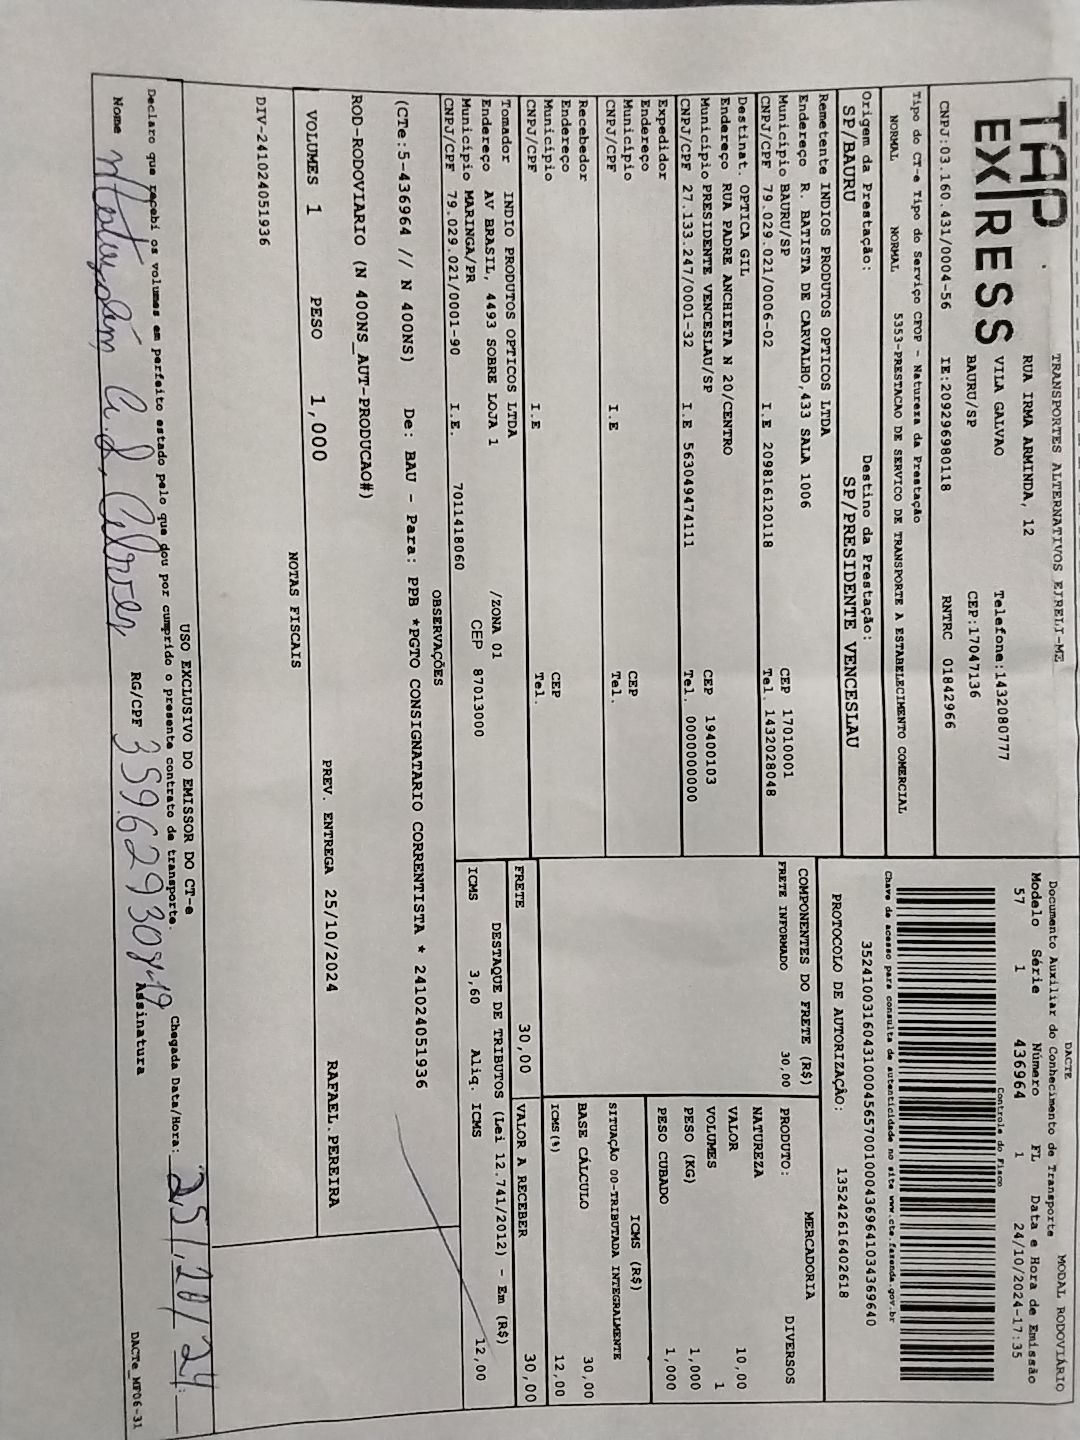 TAP EXPRESS
TRANSPORTES ALTERNATIVOS EIRELI-ME
RUA IRMA ARMINDA, 12
VILA GALVAO Telefone:1432080777
BAURU/SP CEP:17047136
CNPJ:03.160.431/0004-56 IE:209296980118 RNTRC 01842966
Tipo do CT-e Tipo do Serviço CFOP - Natureza da Prestação
NORMAL NORMAL 5353-PRESTACAO DE SERVICO DE TRANSPORTE A ESTABELECIMENTO COMERCIAL
Origem da Prestação: Destino da Prestação:
SP/BAURU SP/PRESIDENTE VENCESLAU
Remetente INDIOS PRODUTOS OPTICOS LTDA
Endereço R. BATISTA DE CARVALHO,433 SALA 1006
Município BAURU/SP CEP 17010001
CNPJ/CPF 79.029.021/0006-02 I.E 209816120118 Tel. 1432028048
Destinat. OPTICA GIL
Endereço RUA PADRE ANCHIETA N 20/CENTRO
Município PRESIDENTE VENCESLAU/SP CEP 19400103
CNPJ/CPF 27.133.247/0001-32 I.E 563049474111 Tel. 0000000000
Expedidor
Endereço
Município CEP
CNPJ/CPF I.E Tel.
Recebedor
Endereço
Município CEP
CNPJ/CPF I.E Tel.
Tomador INDIO PRODUTOS OPTICOS LTDA
Endereço AV BRASIL, 4493 SOBRE LOJA 1 /ZONA 01
Município MARINGA/PR CEP 87013000
CNPJ/CPF 79.029.021/0001-90 I.E. 7011418060
DACTE MODAL RODOVIÁRIO
Documento Auxiliar do Conhecimento de Transporte
Modelo Série Número FL Data e Hora de Emissão
57 1 436964 1 24/10/2024-17:35
Controle do Fisco
Chave de acesso para consulta de autenticidade no site www.cte.fazenda.gov.br
35241003160431000456570010004369641034369640
PROTOCOLO DE AUTORIZAÇÃO: 135242616402618
COMPONENTES DO FRETE (R$)
FRETE INFORMADO 30,00
PRODUTO: MERCADORIA
NATUREZA DIVERSOS
VALOR 10,00
VOLUMES 1
PESO (KG) 1,000
PESO CUBADO 1,000
ICMS (R$)
SITUAÇÃO 00-TRIBUTADA INTEGRALMENTE
BASE CÁLCULO 30,00
ICMS(%) 12,00
FRETE 30,00 VALOR A RECEBER 30,00
DESTAQUE DE TRIBUTOS (Lei 12.741/2012) - Em (R$)
ICMS 3,60 Aliq. ICMS 12,00
OBSERVAÇÕES
(CTe:5-436964 // N 400NS) De: BAU - Para: PPB *PGTO CONSIGNATARIO CORRENTISTA * 241024051936
ROD-RODOVIARIO (N 400NS_AUT-PRODUCAO#)
VOLUMES 1 PESO 1,000 PREV. ENTREGA 25/10/2024 RAFAEL.PEREIRA
NOTAS FISCAIS
DIV-241024051936
USO EXCLUSIVO DO EMISSOR DO CT-e
Declaro que recebi os volumes em perfeito estado pelo que dou por cumprido o presente contrato de transporte.
Chegada Data/Hora: 25/10/24
Nome RG/CPF 359.629308-19 Assinatura
DACTe_MF06-31